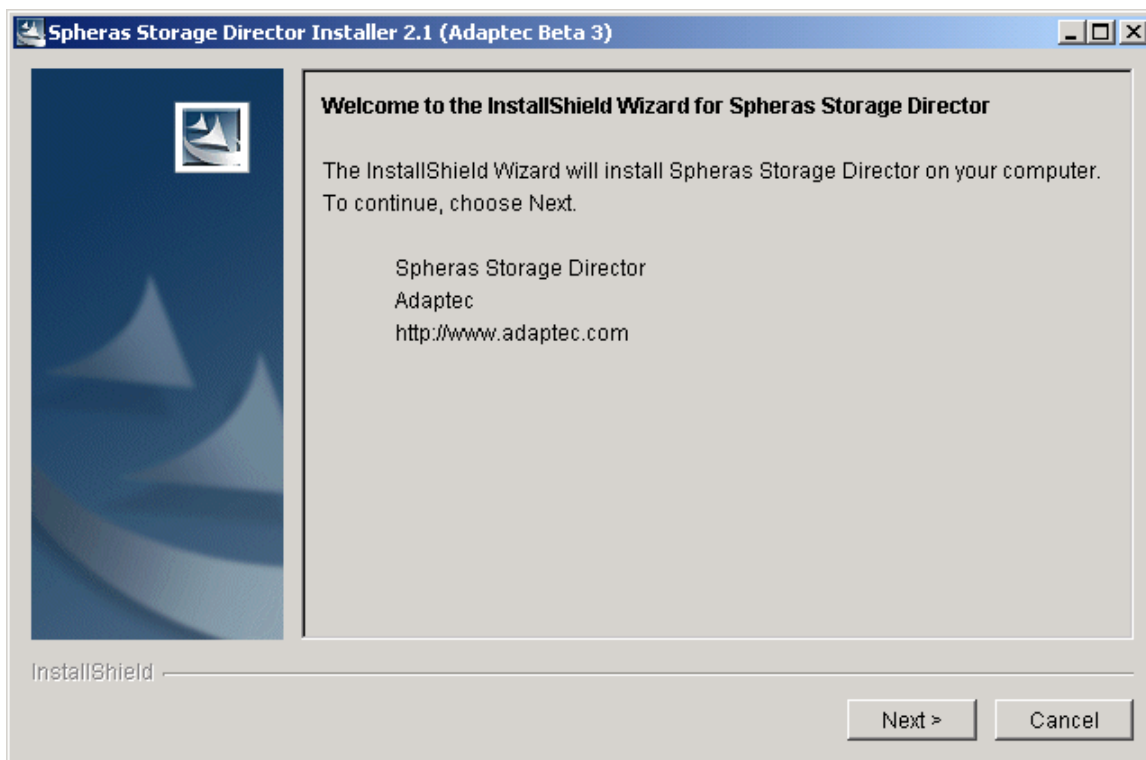 Spheras Storage Director Installer 2.1 (Adaptec Beta 3)
Welcome to the InstallShield Wizard for Spheras Storage Director
The InstallShield Wizard will install Spheras Storage Director on your computer.
To continue, choose Next.
Spheras Storage Director
Adaptec
http://www.adaptec.com
InstallShield
Next >
Cancel